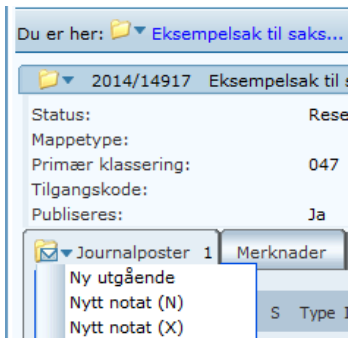 Du er her: Eksempelsak til saks...
2014/14917 Eksempelsak til
Status: Rese
Mappetype:
Primær klassering: 047
Tilgangskode:
Publiseres: Ja
Journalposter 1 Merknader
Ny utgående
Nytt notat (N)
S Type
Nytt notat (X)